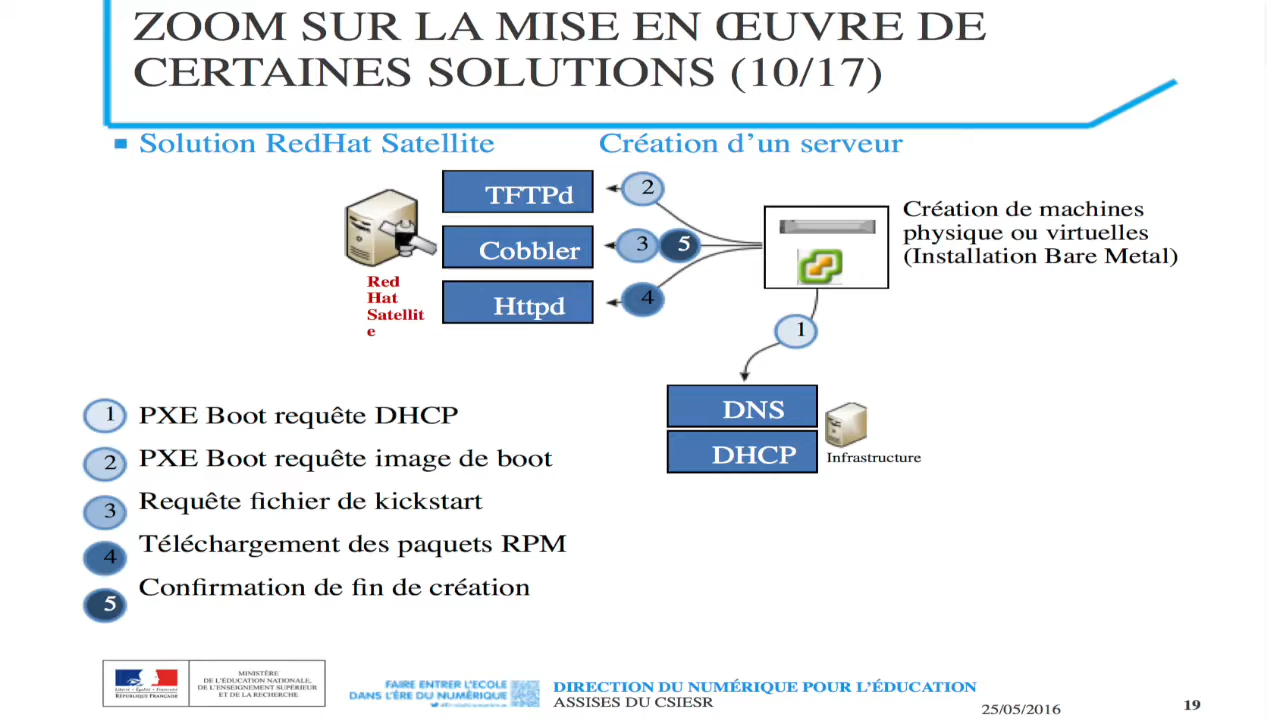 ZOOM SUR LA MISE EN ŒUVRE DE
CERTAINES SOLUTIONS (10/17)
Solution RedHat Satellite
Création d’un serveur
TFTPd
2
Cobbler
3
5
Httpd
4
Red
Hat
Satellit
e
Création de machines
physique ou virtuelles
(Installation Bare Metal)
1
DNS
DHCP
Infrastructure
1 PXE Boot requête DHCP
2 PXE Boot requête image de boot
3 Requête fichier de kickstart
4 Téléchargement des paquets RPM
5 Confirmation de fin de création
Liberté • Égalité • Fraternité
RÉPUBLIQUE FRANÇAISE
MINISTÈRE
DE L'ÉDUCATION NATIONALE,
DE L'ENSEIGNEMENT SUPÉRIEUR
ET DE LA RECHERCHE
FAIRE ENTRER L'ECOLE
DANS L'ÈRE DU NUMÉRIQUE
DIRECTION DU NUMÉRIQUE POUR L’ÉDUCATION
ASSISES DU CSIESR
25/05/2016
19